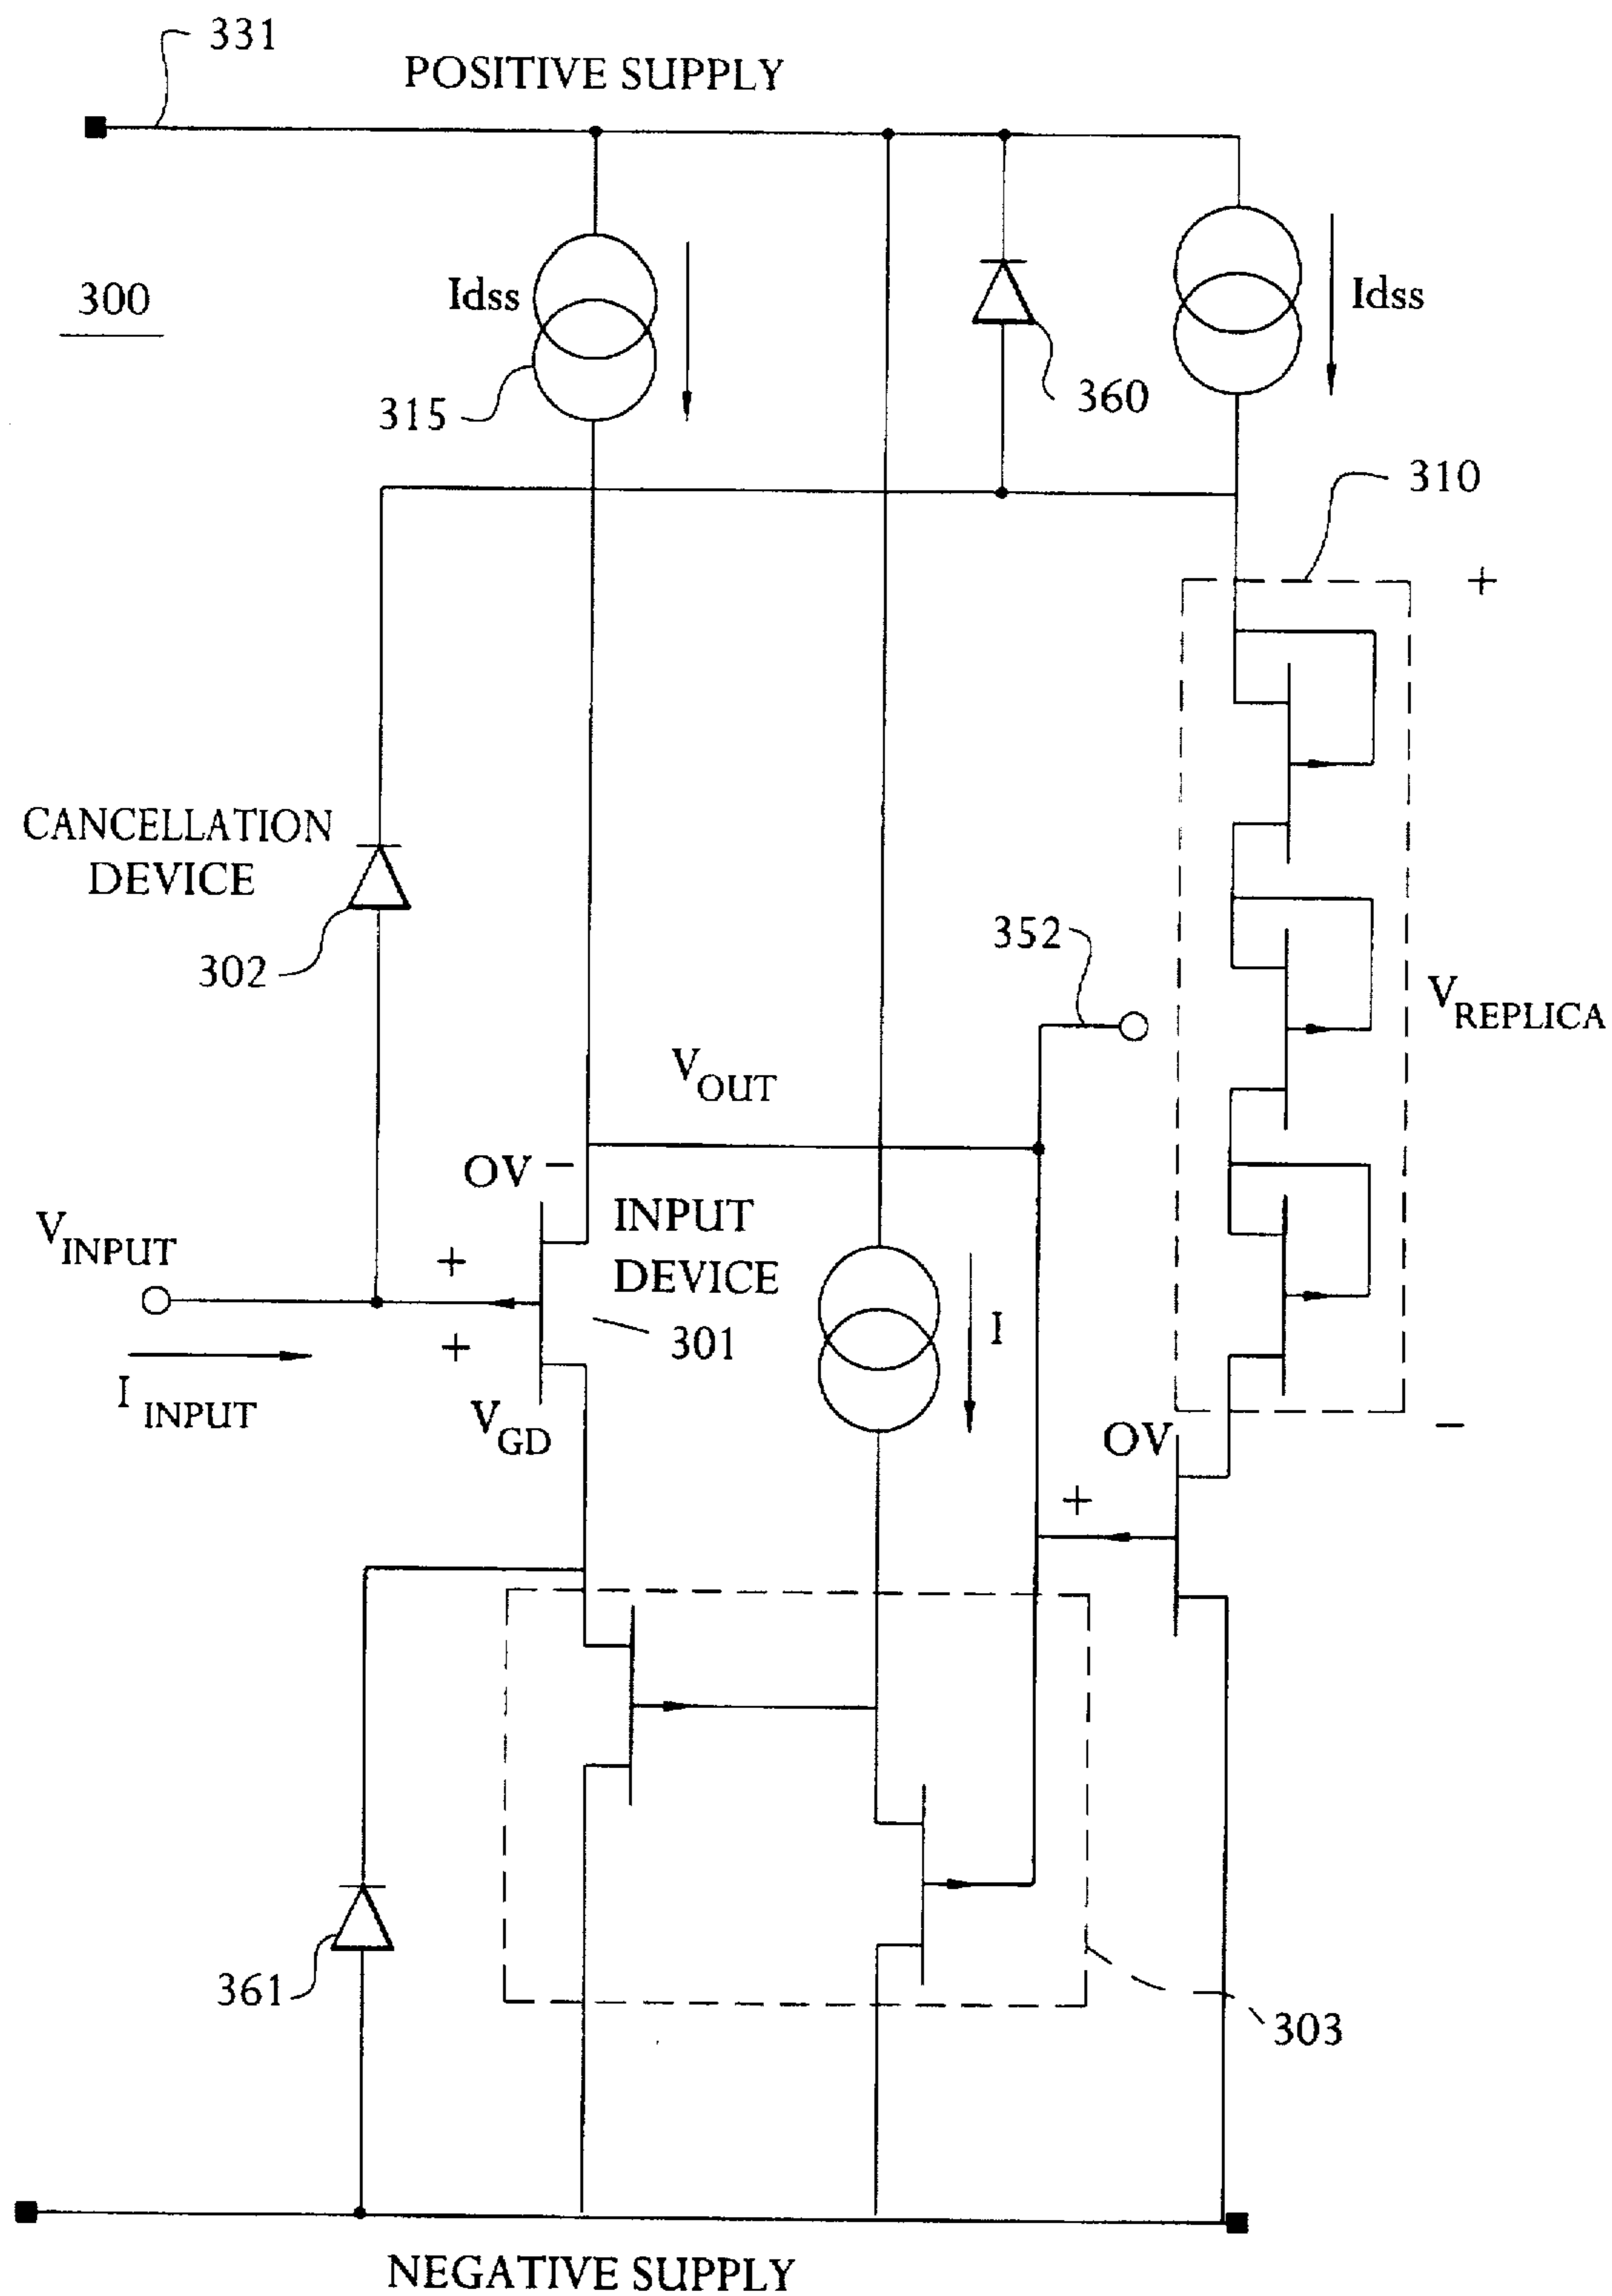 331
POSITIVE SUPPLY
300
Idss
Idss
315
360
310
+
CANCELLATION
DEVICE
302
352
VREPLICA
VOUT
OV −
INPUT
DEVICE
VINPUT
+
301
I
+
IINPUT
VGD
OV
−
+
361
303
NEGATIVE SUPPLY